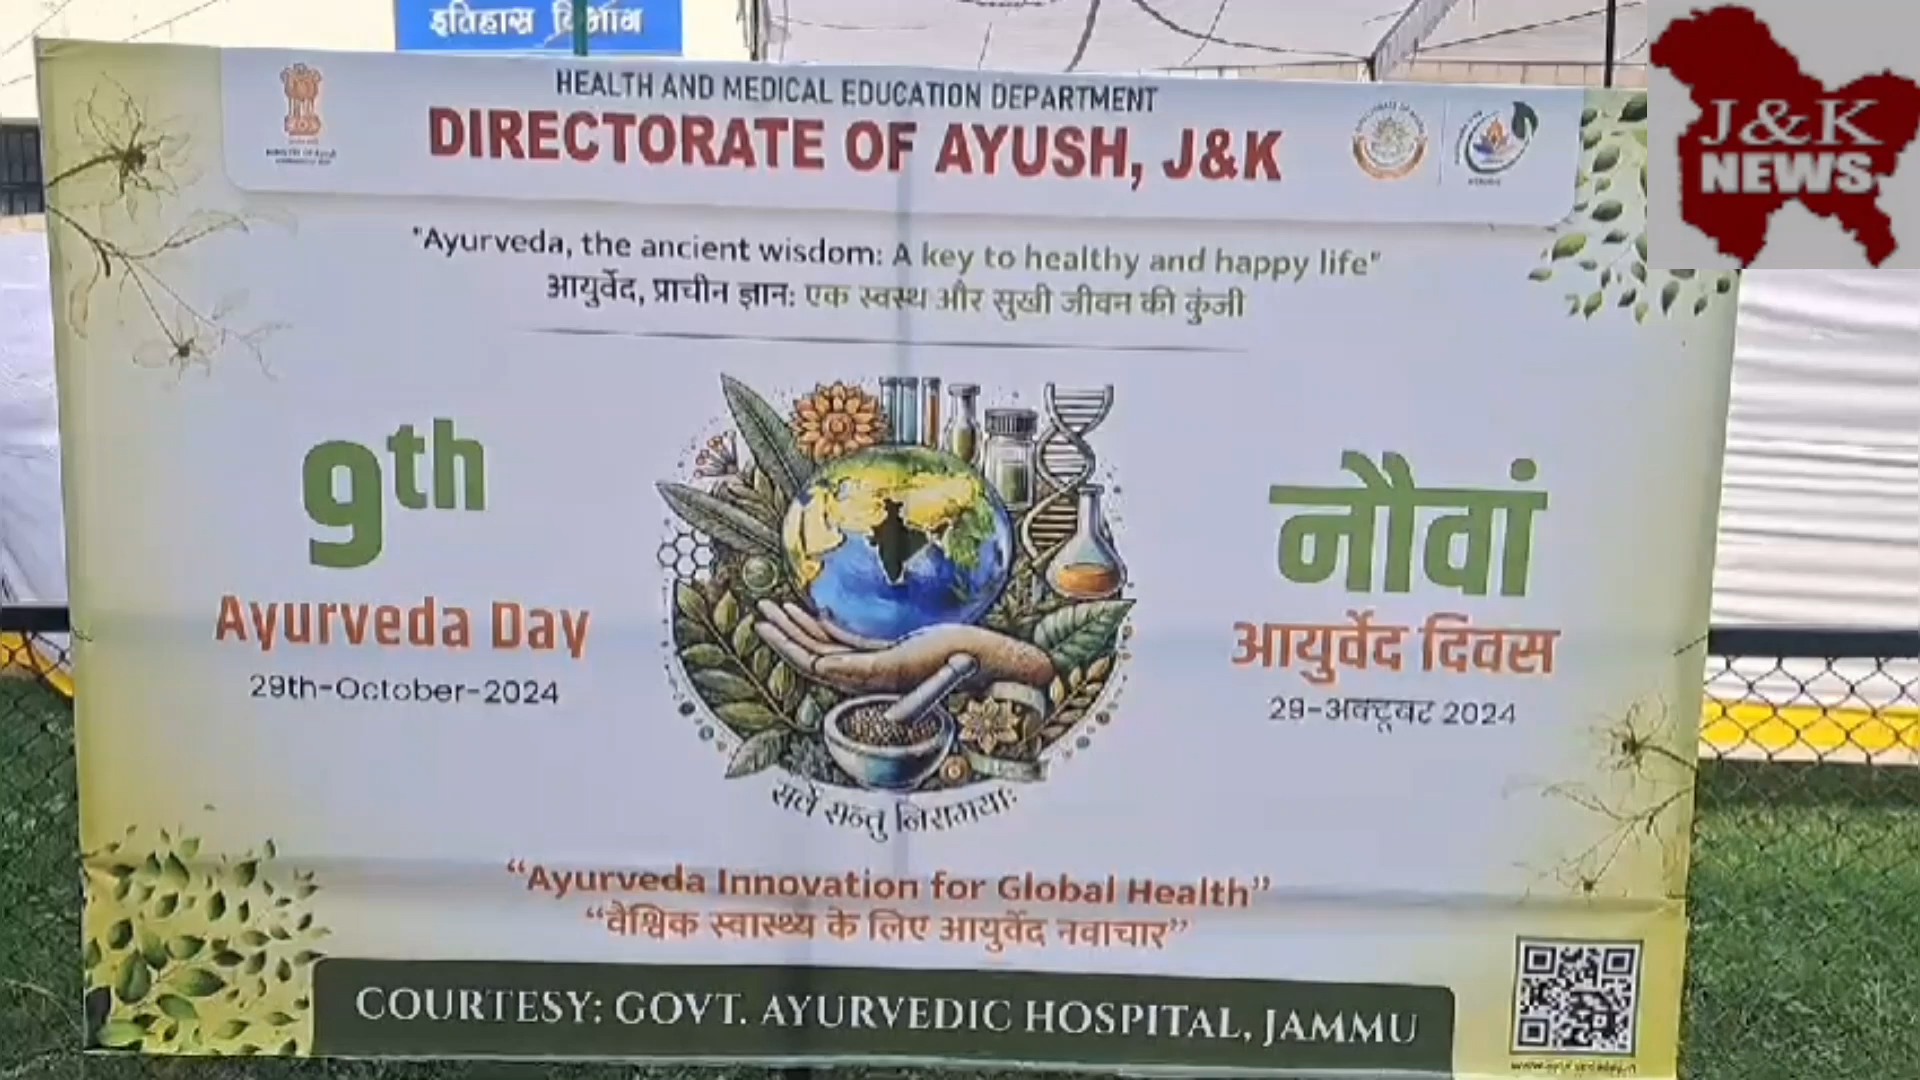 इतिहास विभाग
J&K
NEWS
HEALTH AND MEDICAL EDUCATION DEPARTMENT
DIRECTORATE OF AYUSH, J&K
"Ayurveda, the ancient wisdom: A key to healthy and happy life"
आयुर्वेद, प्राचीन ज्ञान: एक स्वस्थ और सुखी जीवन की कुंजी
9th
Ayurveda Day
29th-October-2024
नौवां
आयुर्वेद दिवस
29-अक्टूबर 2024
सर्वे सन्तु निरामयाः
“Ayurveda Innovation for Global Health”
“वैश्विक स्वास्थ्य के लिए आयुर्वेद नवाचार”
COURTESY: GOVT. AYURVEDIC HOSPITAL, JAMMU